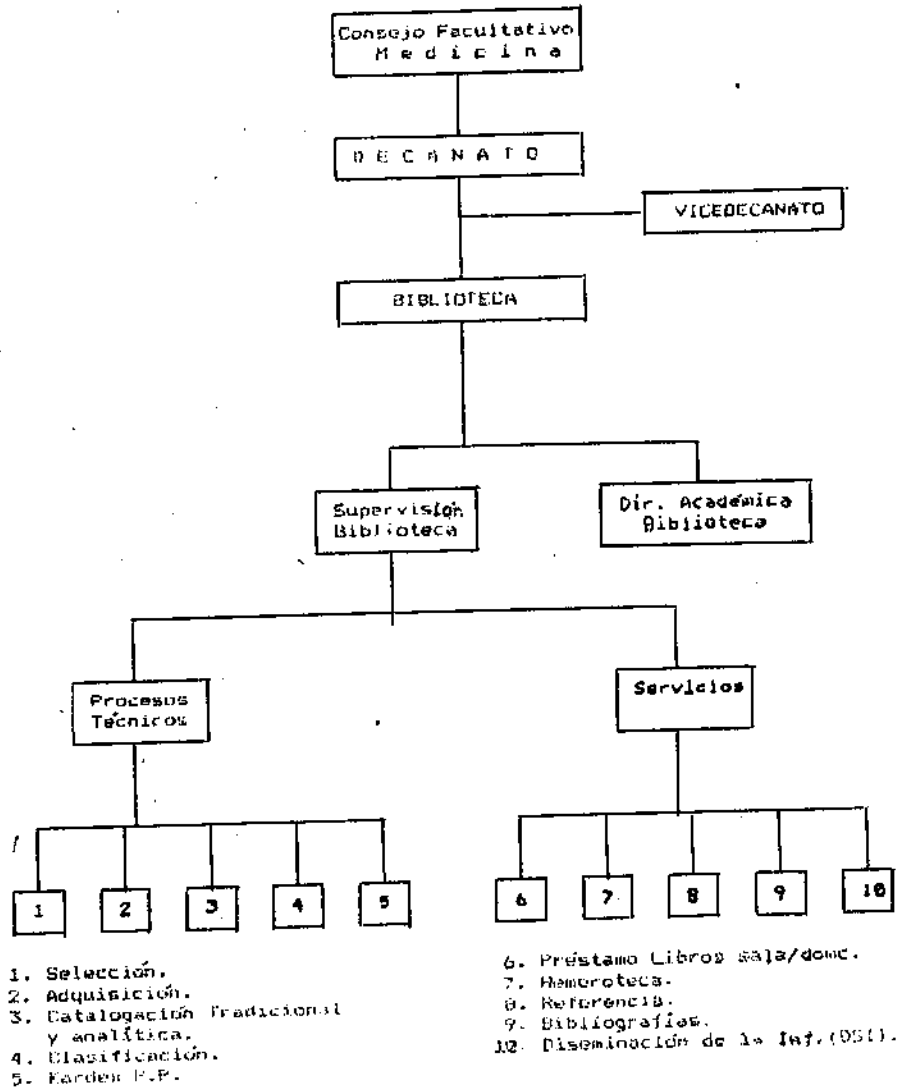 Consejo Facultativo
M e d i c i n a
D E C A N A T O
VICEDECANATO
BIBLIOTECA
Supervisión
Biblioteca
Dir. Académica
Biblioteca
Procesos
Técnicos
Servicios
1
2
3
4
5
6
7
8
9
10
1. Selección.
2. Adquisición.
3. Catalogación Tradicional
y analítica.
4. Clasificación.
5. Kardex P.P.
6. Préstamo Libros sala/domc.
7. Hemeroteca.
8. Referencia.
9. Bibliografías.
10. Diseminación de la Inf.(DSI).